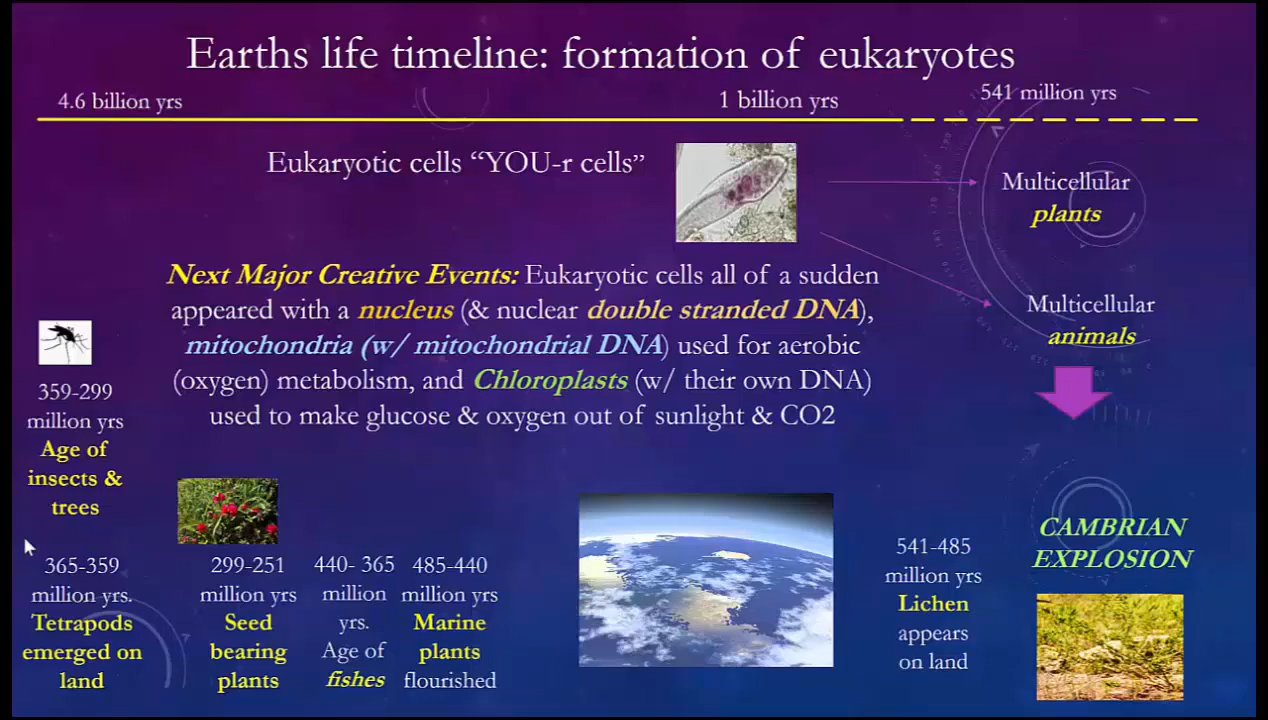 Earths life timeline: formation of eukaryotes
4.6 billion yrs
1 billion yrs
541 million yrs
Eukaryotic cells “YOU-r cells”
Multicellular
plants
Multicellular
animals
Next Major Creative Events: Eukaryotic cells all of a sudden
appeared with a nucleus (& nuclear double stranded DNA),
mitochondria (w/ mitochondrial DNA) used for aerobic
(oxygen) metabolism, and Chloroplasts (w/ their own DNA)
used to make glucose & oxygen out of sunlight & CO2
359-299
million yrs
Age of
insects &
trees
365-359
million yrs.
Tetrapods
emerged on
land
299-251
million yrs
Seed
bearing
plants
440- 365
million
yrs.
Age of
fishes
485-440
million yrs
Marine
plants
flourished
541-485
million yrs
Lichen
appears
on land
CAMBRIAN
EXPLOSION